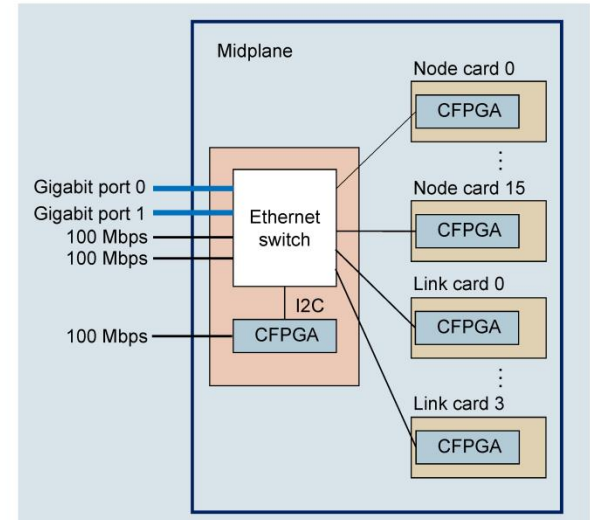 Midplane
Node card 0
CFPGA
Node card 15
CFPGA
Gigabit port 0
Gigabit port 1
100 Mbps
100 Mbps
Ethernet
switch
Link card 0
CFPGA
I2C
100 Mbps
CFPGA
Link card 3
CFPGA